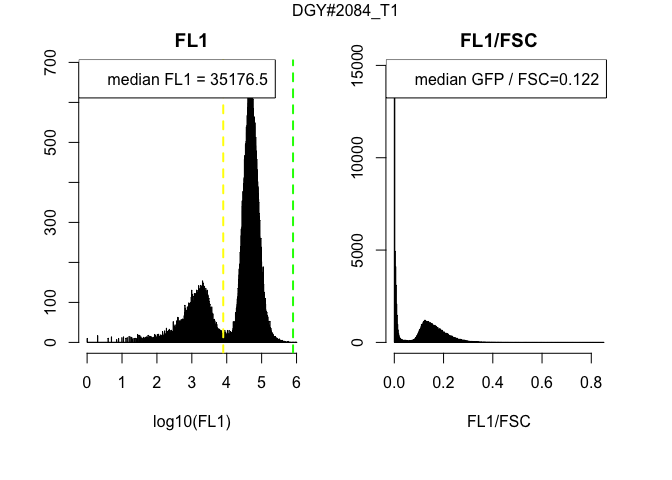 DGY#2084_T1
FL1
median FL1 = 35176.5
0 100 300 500 700
0 1 2 3 4 5 6
log10(FL1)
FL1/FSC
median GFP / FSC=0.122
0 5000 10000 15000
0.0 0.2 0.4 0.6 0.8
FL1/FSC